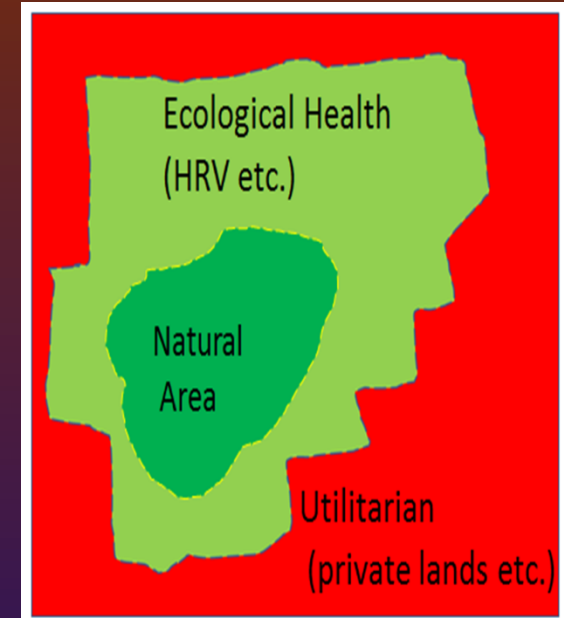 Ecological Health
(HRV etc.)
Natural
Area
Utilitarian
(private lands etc.)